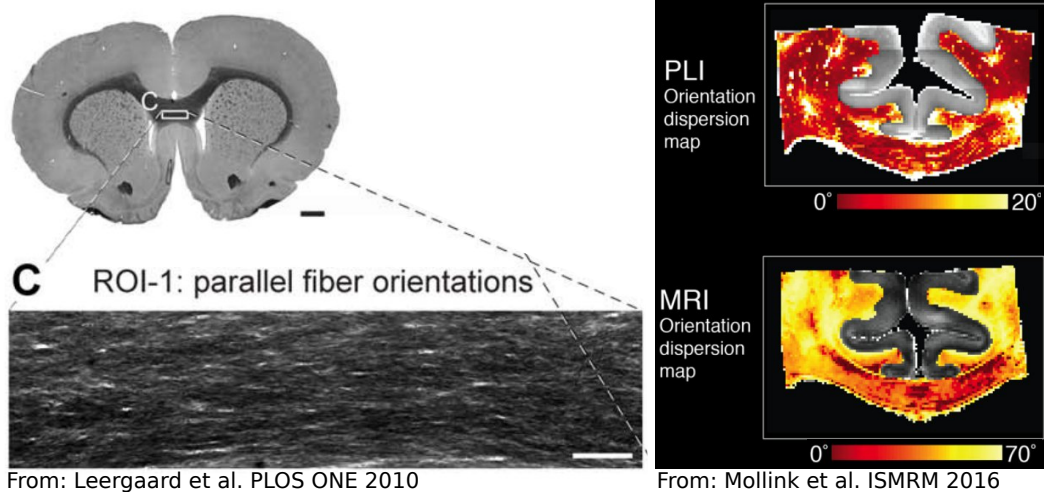 C
C
ROI-1: parallel fiber orientations
From: Leergaard et al. PLOS ONE 2010
PLI
Orientation
dispersion
map
0° 20°
MRI
Orientation
dispersion
map
0° 70°
From: Mollink et al. ISMRM 2016